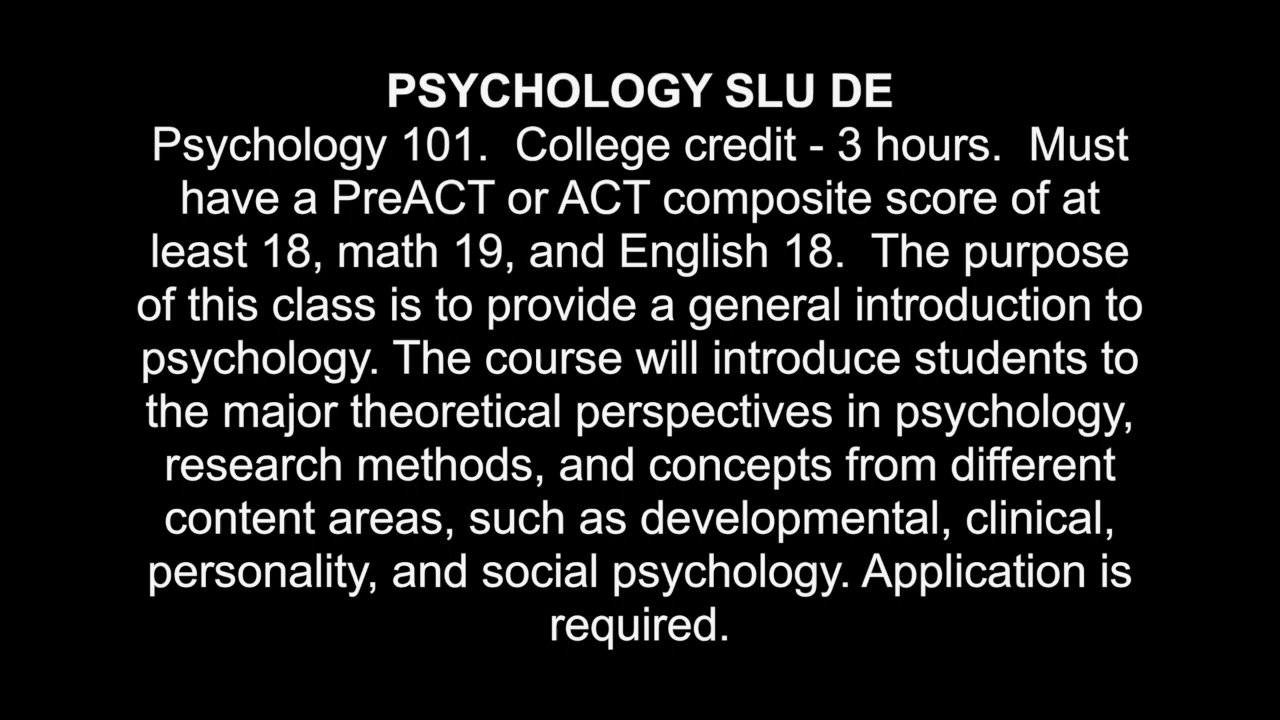 PSYCHOLOGY SLU DE
Psychology 101.  College credit - 3 hours.  Must
have a PreACT or ACT composite score of at
least 18, math 19, and English 18.  The purpose
of this class is to provide a general introduction to
psychology. The course will introduce students to
the major theoretical perspectives in psychology,
research methods, and concepts from different
content areas, such as developmental, clinical,
personality, and social psychology. Application is
required.